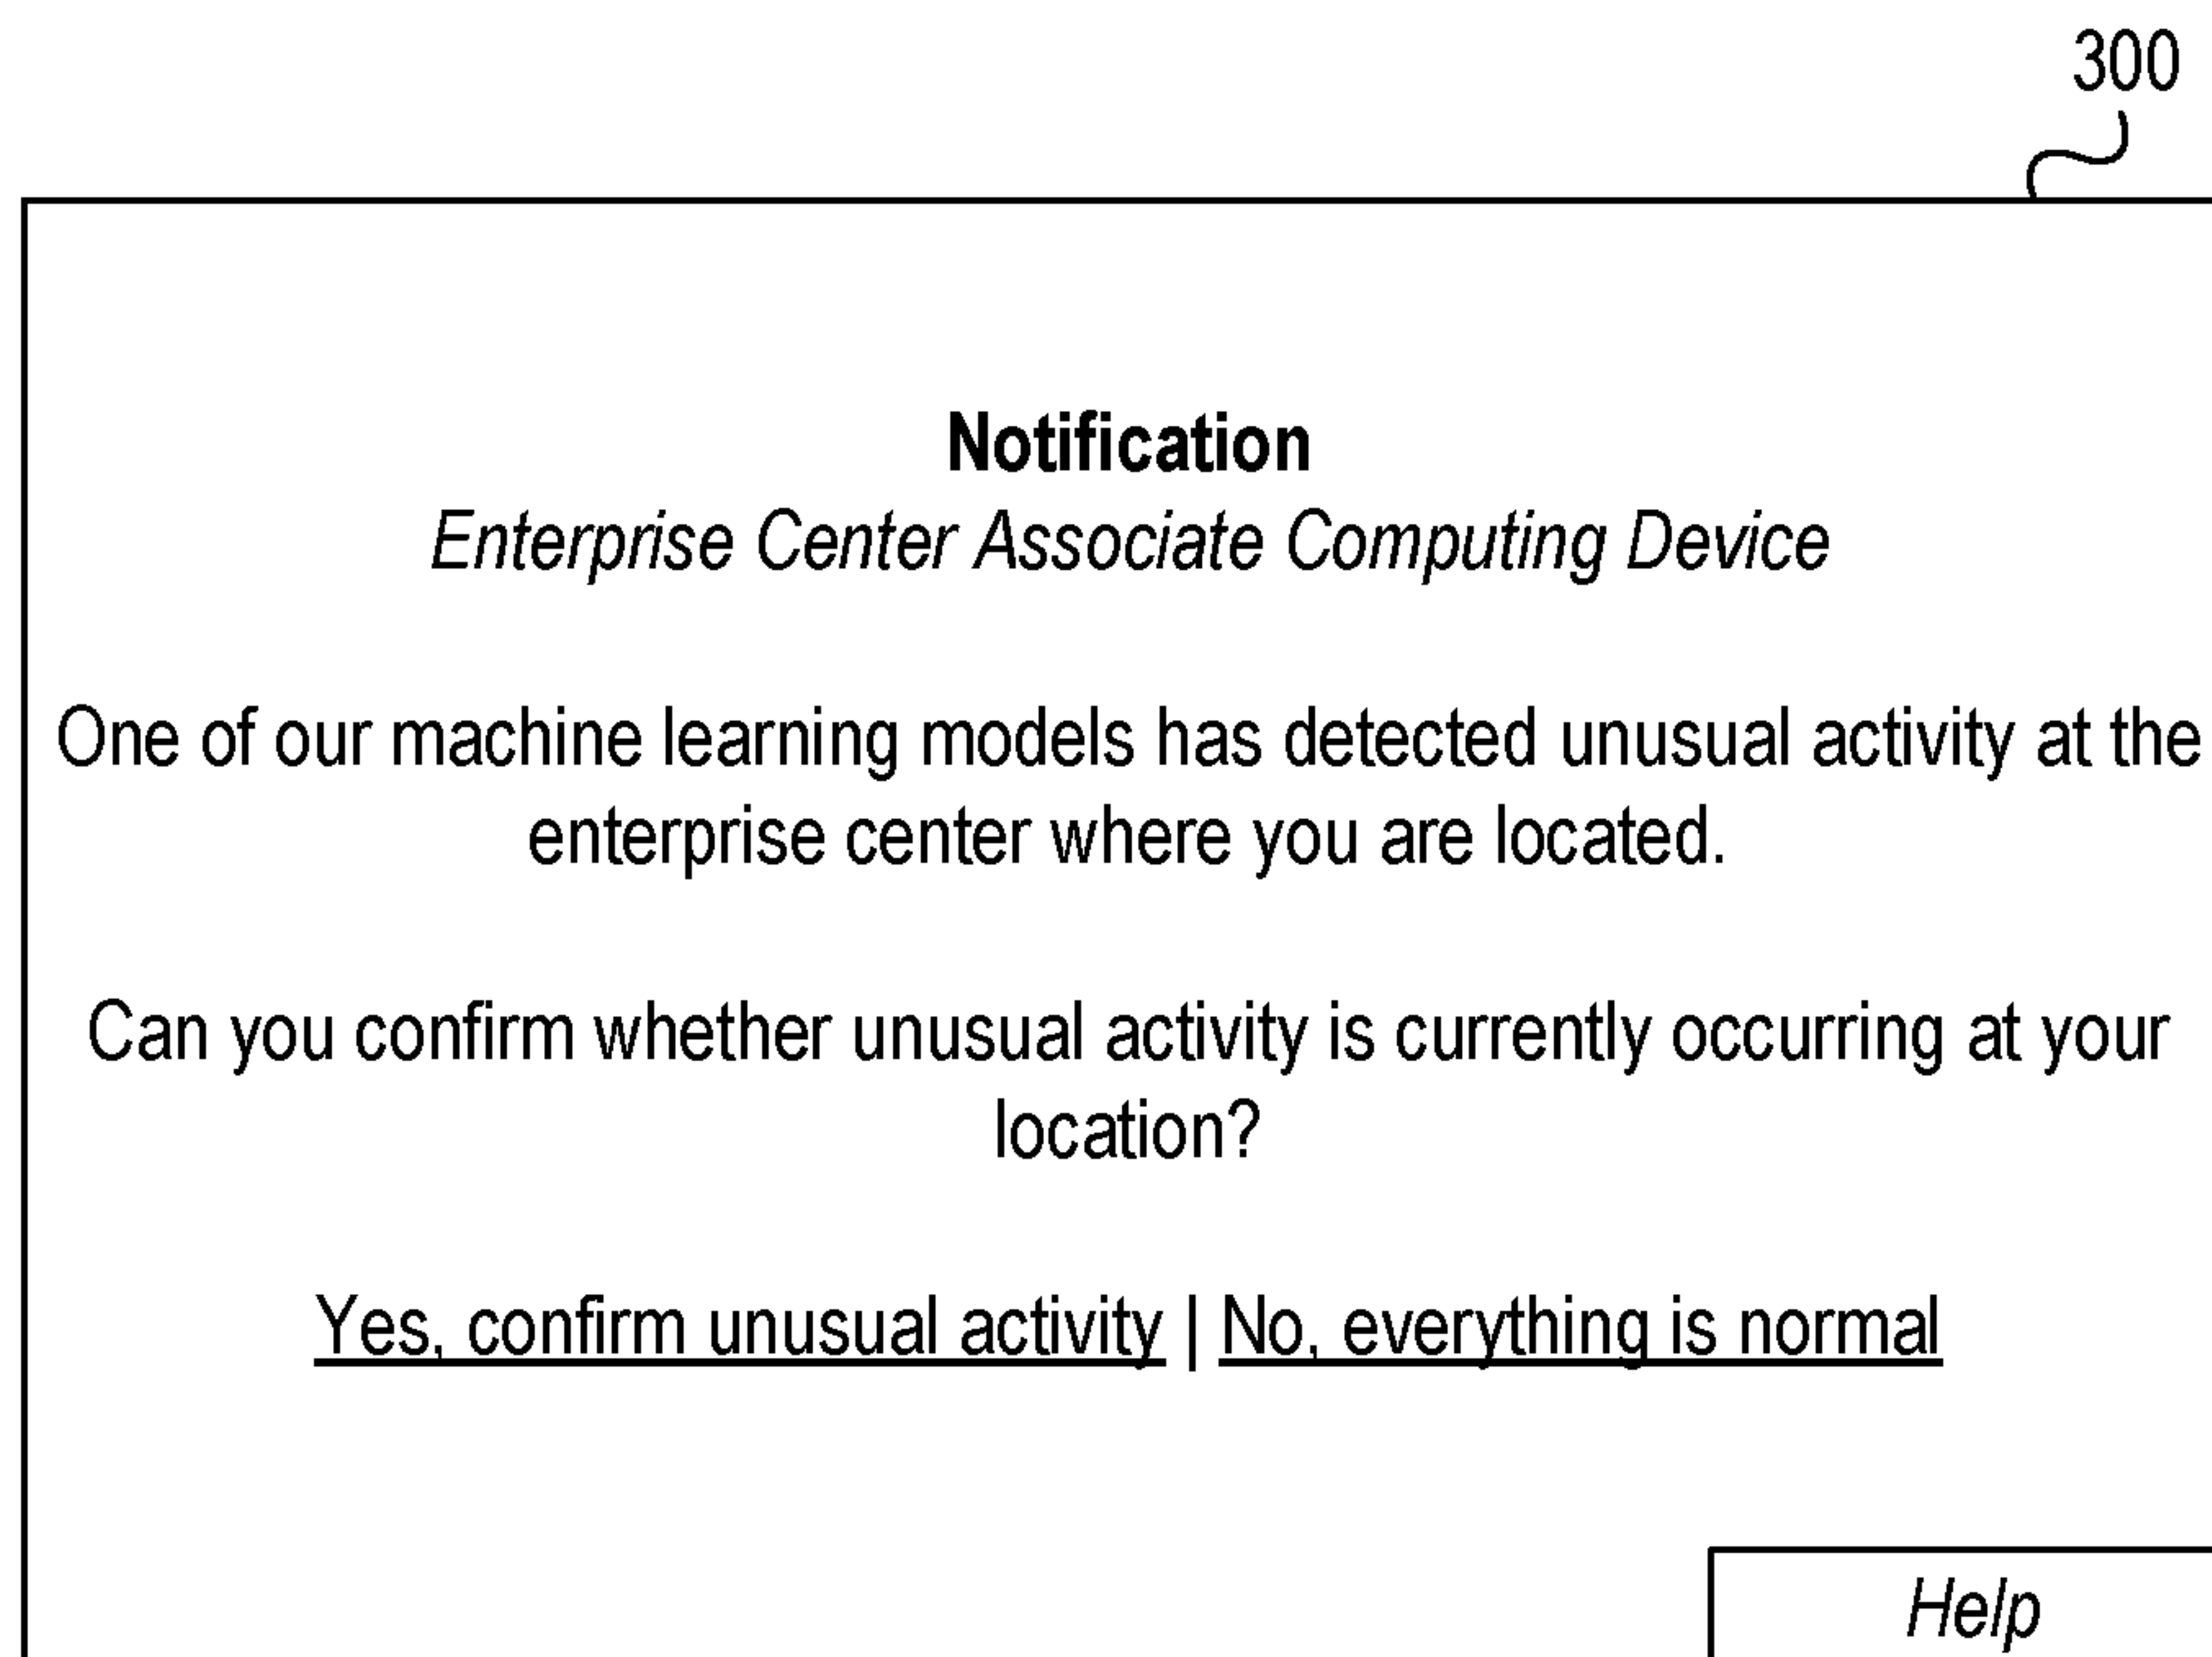 300
Notification
Enterprise Center Associate Computing Device
One of our machine learning models has detected unusual activity at the
enterprise center where you are located.
Can you confirm whether unusual activity is currently occurring at your
location?
Yes, confirm unusual activity | No, everything is normal
Help